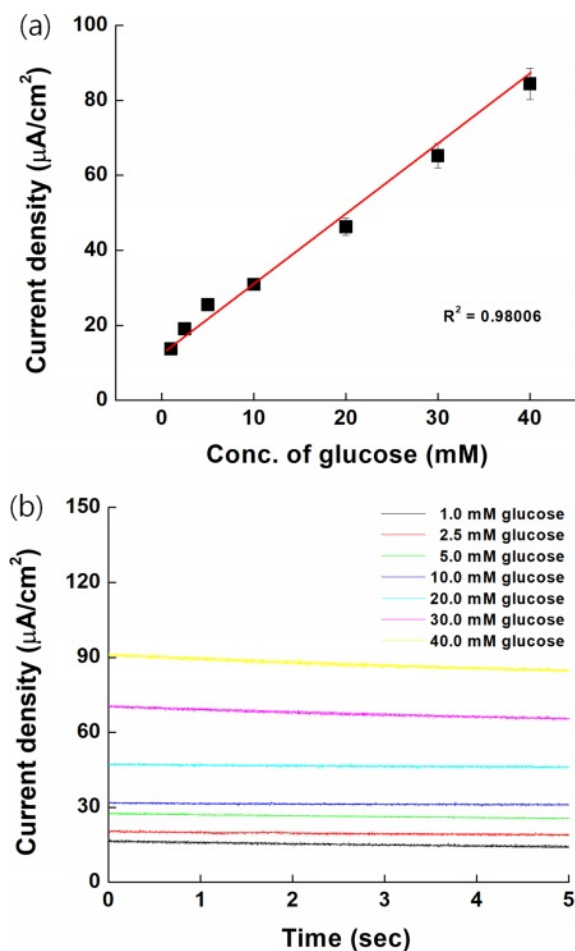 (a)
100
80
60
40
20
0
Current density (μA/cm²)
R² = 0.98006
0 10 20 30 40
Conc. of glucose (mM)
(b)
150
120
90
60
30
0
Current density (μA/cm²)
1.0 mM glucose
2.5 mM glucose
5.0 mM glucose
10.0 mM glucose
20.0 mM glucose
30.0 mM glucose
40.0 mM glucose
0 1 2 3 4 5
Time (sec)